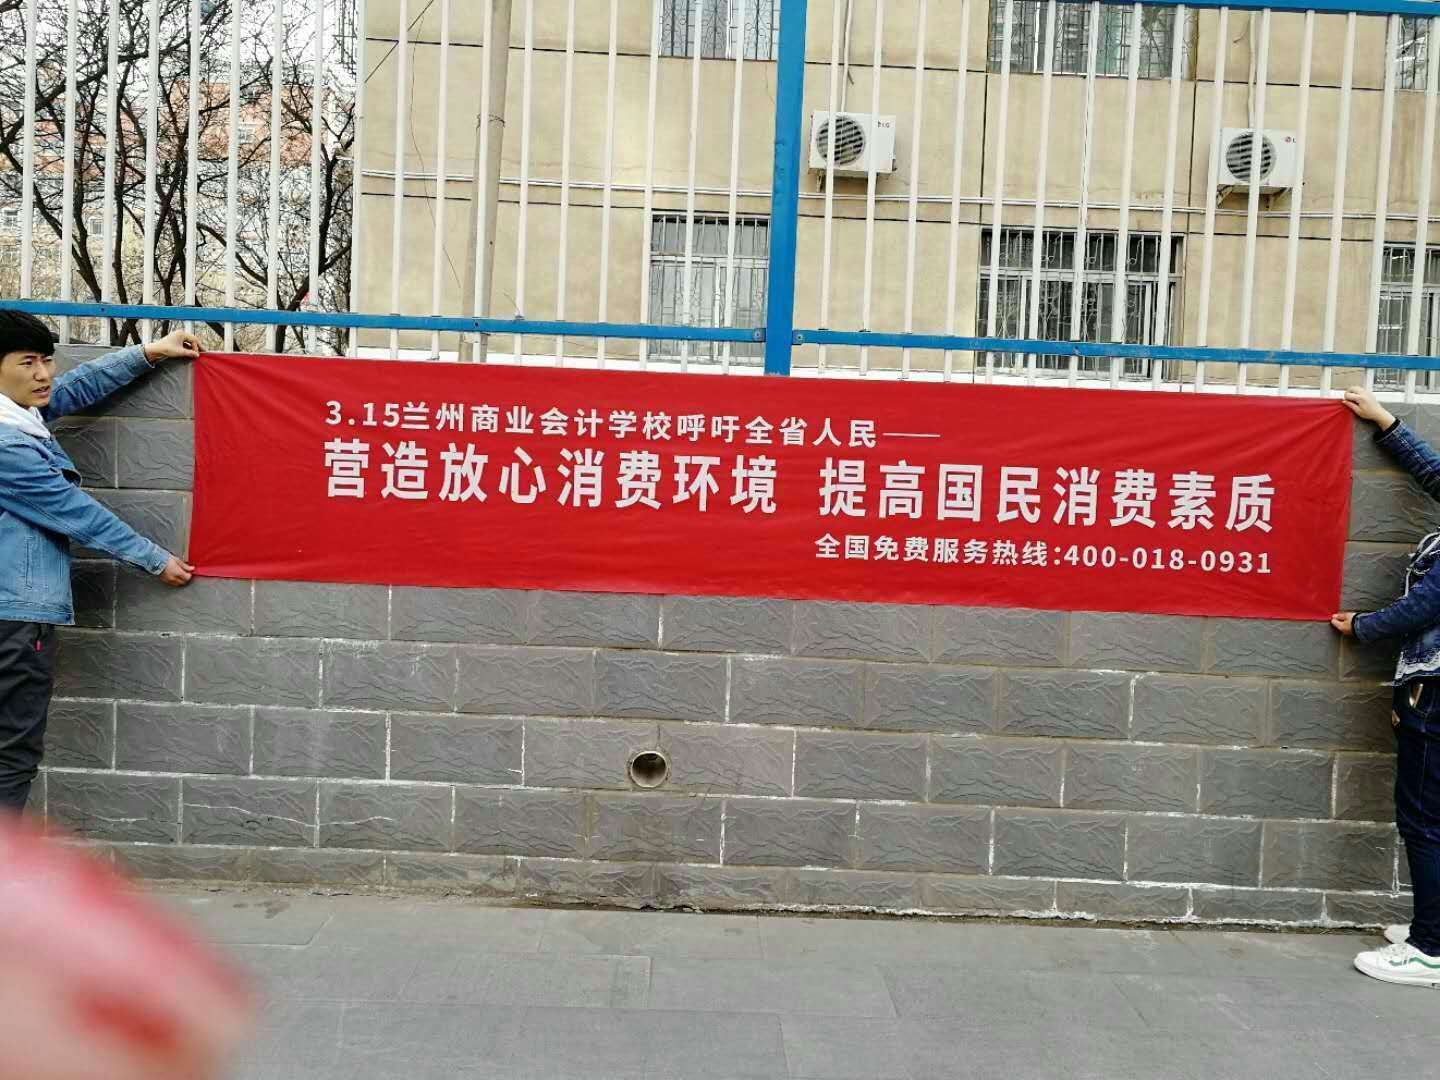 3.15兰州商业会计学校呼吁全省人民——
营造放心消费环境 提高国民消费素质
全国免费服务热线:400-018-0931